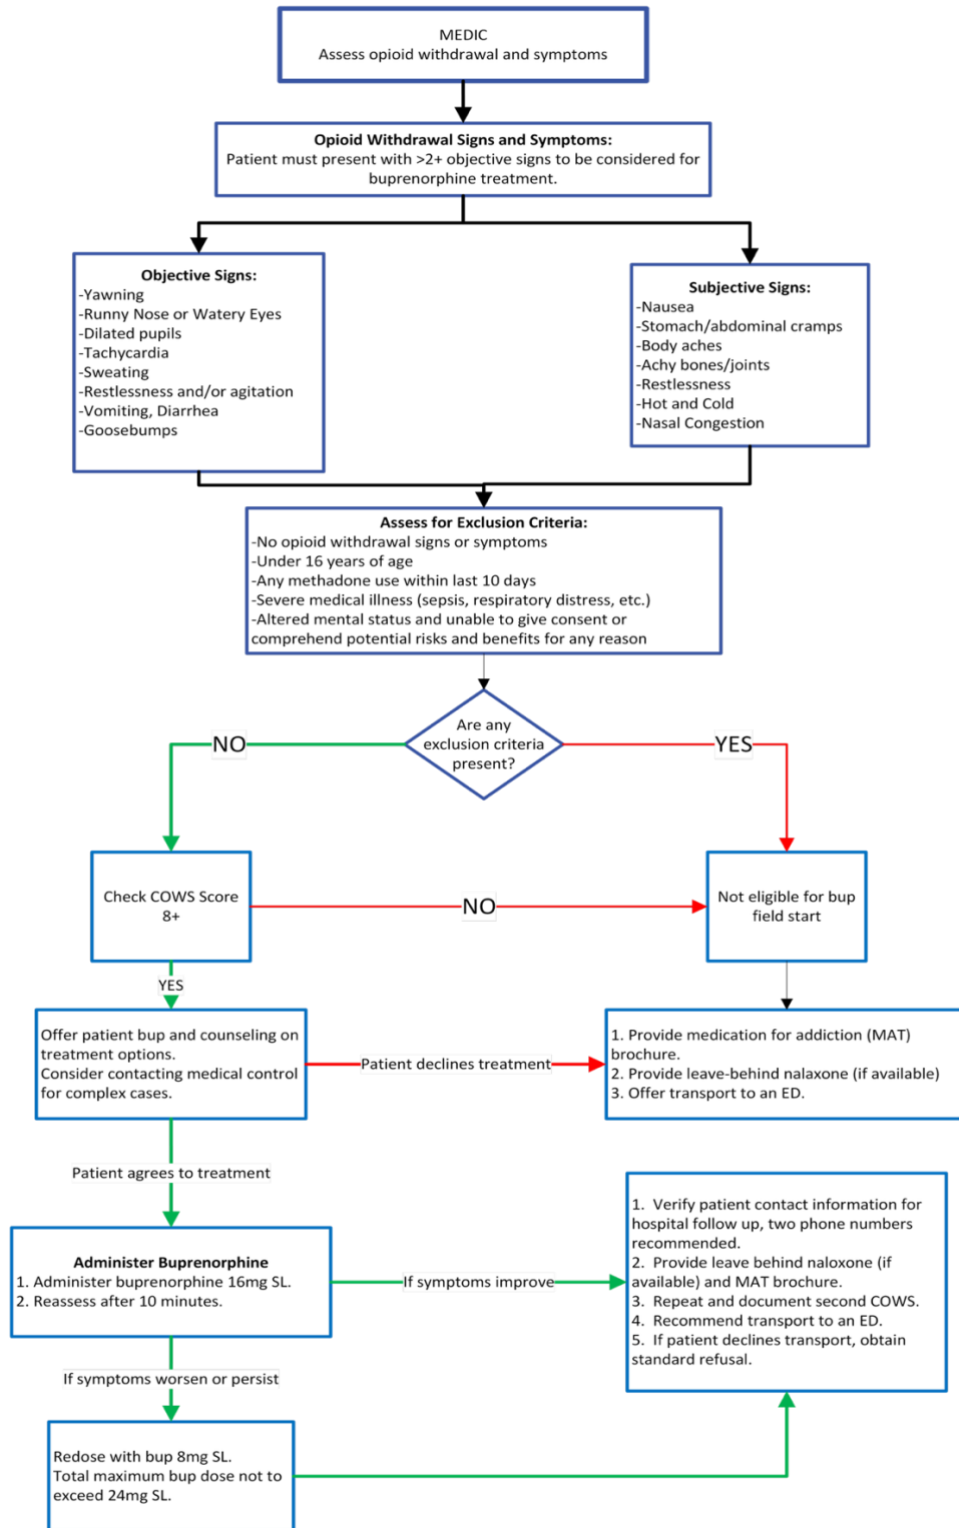 MEDIC
Assess opioid withdrawal and symptoms
Opioid Withdrawal Signs and Symptoms:
Patient must present with >2+ objective signs to be considered for
buprenorphine treatment.
Objective Signs:
-Yawning
-Runny Nose or Watery Eyes
-Dilated pupils
-Tachycardia
-Sweating
-Restlessness and/or agitation
-Vomiting, Diarrhea
-Goosebumps
Subjective Signs:
-Nausea
-Stomach/abdominal cramps
-Body aches
-Achy bones/joints
-Restlessness
-Hot and Cold
-Nasal Congestion
Assess for Exclusion Criteria:
-No opioid withdrawal signs or symptoms
-Under 16 years of age
-Any methadone use within last 10 days
-Severe medical illness (sepsis, respiratory distress, etc.)
-Altered mental status and unable to give consent or
comprehend potential risks and benefits for any reason
Are any
exclusion criteria
present?
NO
YES
Check COWS Score
8+
NO
Not eligible for bup
field start
YES
Offer patient bup and counseling on
treatment options.
Consider contacting medical control
for complex cases.
Patient declines treatment
1. Provide medication for addiction (MAT)
brochure.
2. Provide leave-behind nalaxone (if available)
3. Offer transport to an ED.
Patient agrees to treatment
Administer Buprenorphine
1. Administer buprenorphine 16mg SL.
2. Reassess after 10 minutes.
If symptoms improve
1. Verify patient contact information for
hospital follow up, two phone numbers
recommended.
2. Provide leave behind naloxone (if
available) and MAT brochure.
3. Repeat and document second COWS.
4. Recommend transport to an ED.
5. If patient declines transport, obtain
standard refusal.
If symptoms worsen or persist
Redose with bup 8mg SL.
Total maximum bup dose not to
exceed 24mg SL.